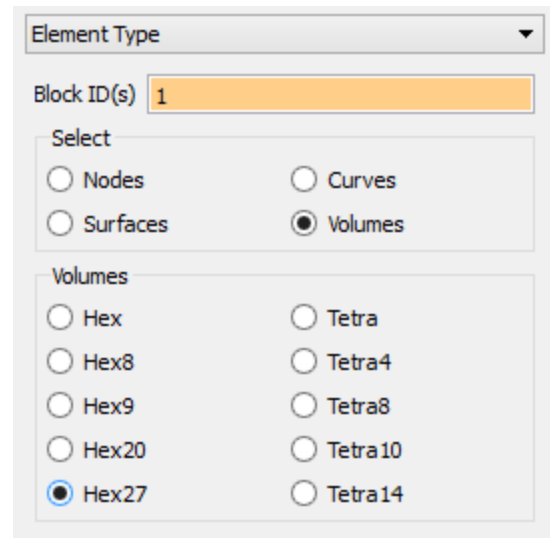 Element Type
Block ID(s) 1
Select
Nodes Curves
Surfaces Volumes
Volumes
Hex Tetra
Hex8 Tetra4
Hex9 Tetra8
Hex20 Tetra10
Hex27 Tetra14